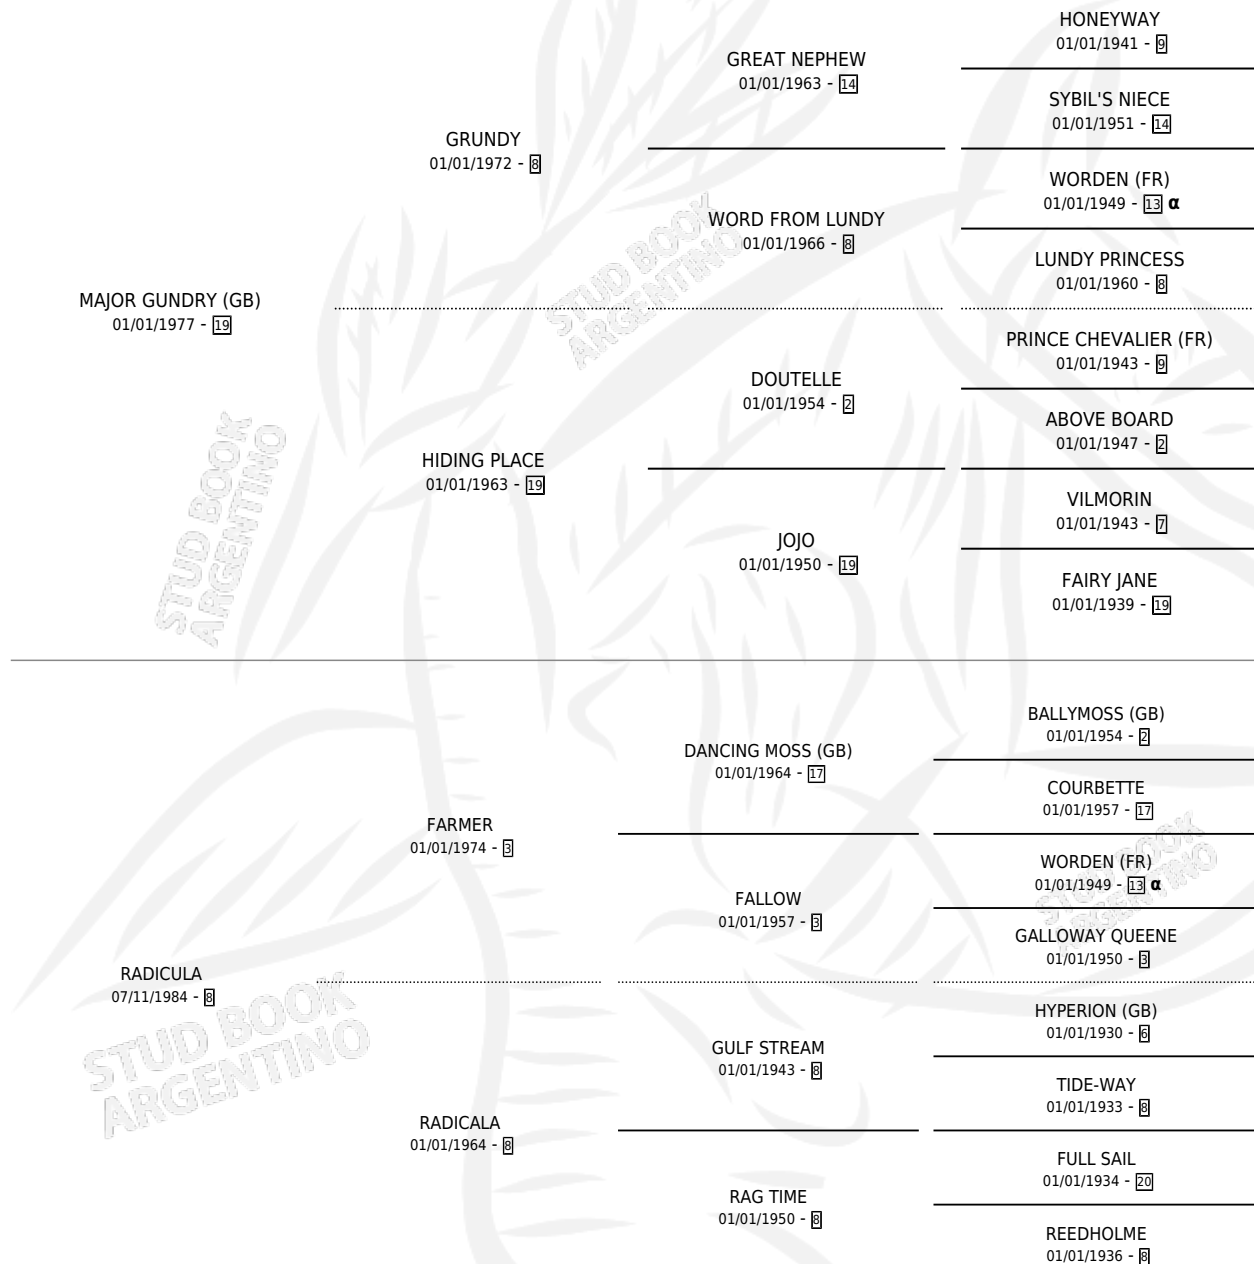 HONEYWAY
01/01/1941 - 9
GREAT NEPHEW
01/01/1963 - 14
SYBIL'S NIECE
01/01/1951 - 14
GRUNDY
01/01/1972 - 8
WORDEN (FR)
01/01/1949 - 13 α
WORD FROM LUNDY
01/01/1966 - 8
LUNDY PRINCESS
01/01/1960 - 8
MAJOR GUNDRY (GB)
01/01/1977 - 19
STUD BOOK
ARGENTINO
PRINCE CHEVALIER (FR)
01/01/1943 - 9
DOUTELLE
01/01/1954 - 2
ABOVE BOARD
01/01/1947 - 2
HIDING PLACE
01/01/1963 - 19
VILMORIN
01/01/1943 - 7
JOJO
01/01/1950 - 19
FAIRY JANE
01/01/1939 - 19
STUD BOOK
ARGENTINO
BALLYMOSS (GB)
01/01/1954 - 2
DANCING MOSS (GB)
01/01/1964 - 17
COURBETTE
01/01/1957 - 17
FARMER
01/01/1974 - 3
WORDEN (FR)
01/01/1949 - 13 α
STUD BOOK
ARGENTINO
FALLOW
01/01/1957 - 3
GALLOWAY QUEENE
01/01/1950 - 3
RADICULA
07/11/1984 - 8
STUD BOOK
ARGENTINO
HYPERION (GB)
01/01/1930 - 6
GULF STREAM
01/01/1943 - 8
TIDE-WAY
01/01/1933 - 8
RADICALA
01/01/1964 - 8
FULL SAIL
01/01/1934 - 20
RAG TIME
01/01/1950 - 8
REEDHOLME
01/01/1936 - 8